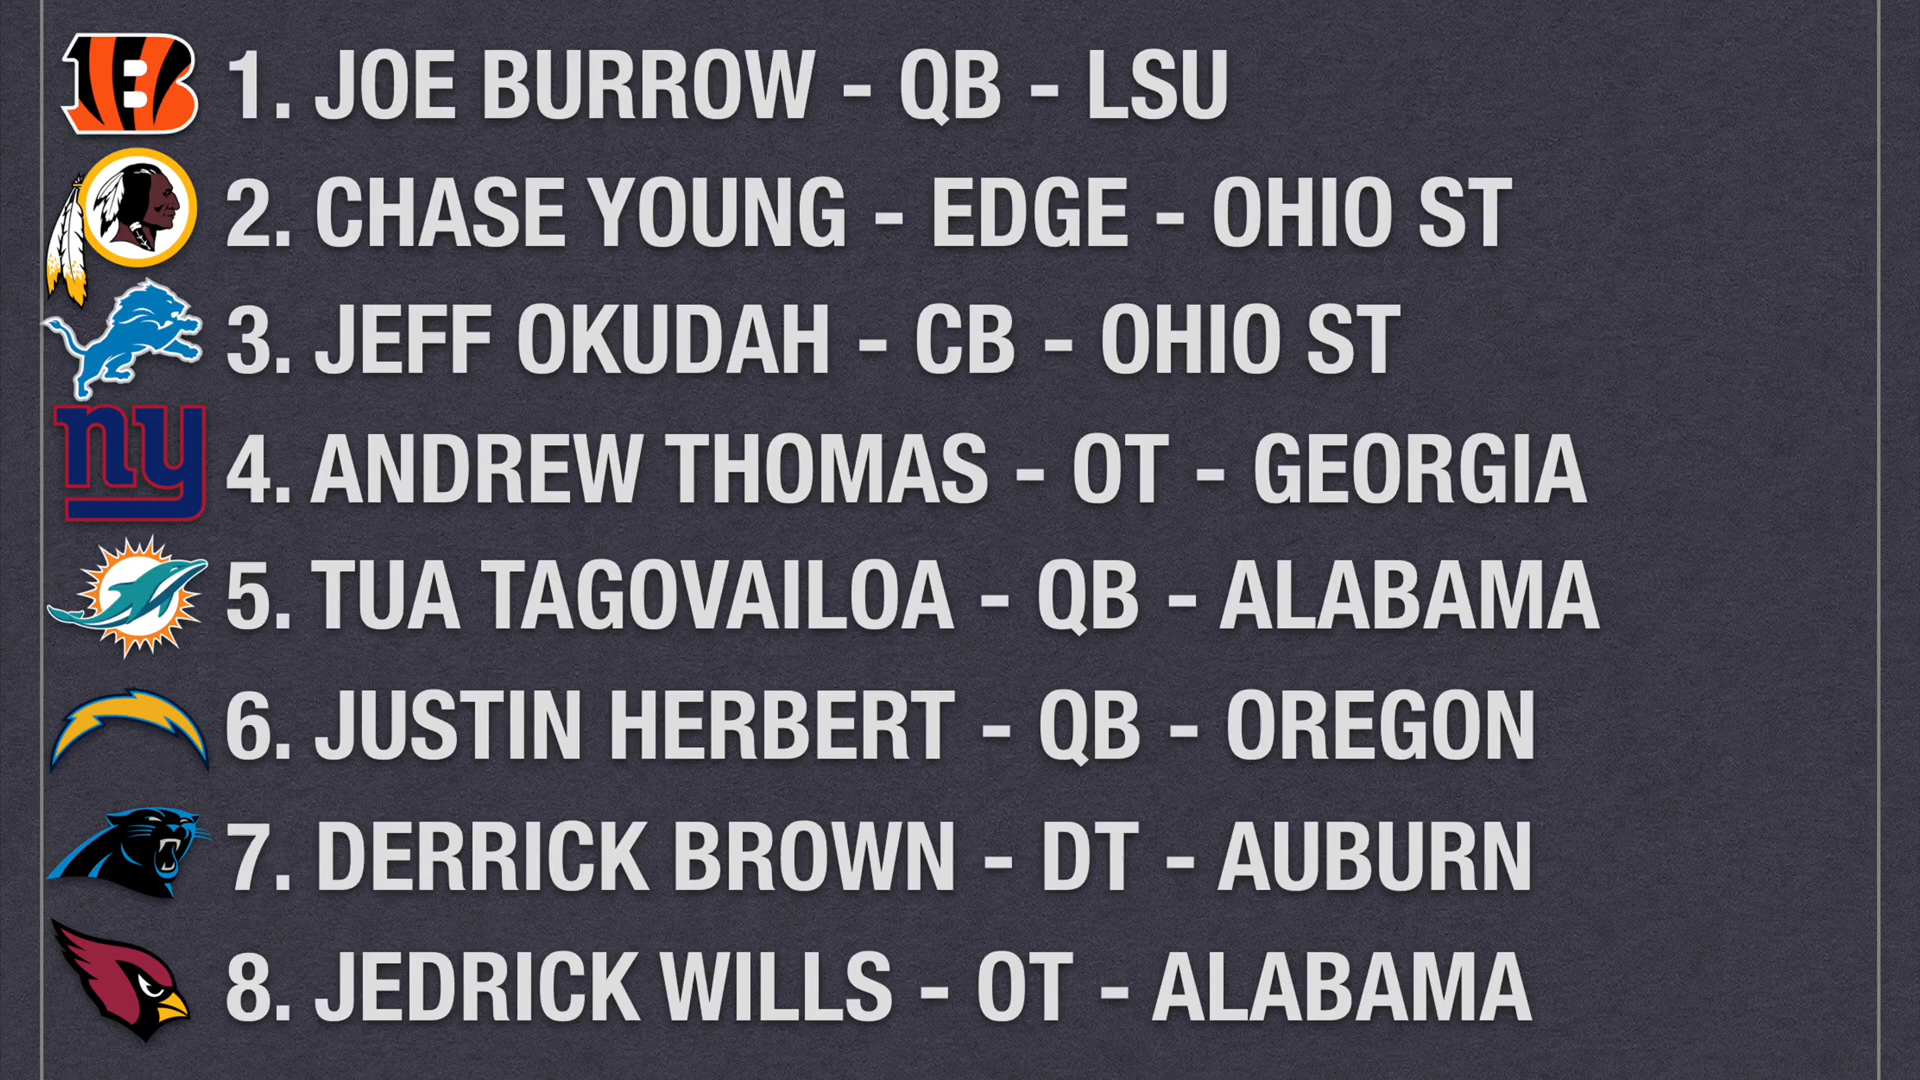 1. JOE BURROW - QB - LSU
2. CHASE YOUNG - EDGE - OHIO ST
3. JEFF OKUDAH - CB - OHIO ST
ny 4. ANDREW THOMAS - OT - GEORGIA
5. TUA TAGOVAILOA - QB - ALABAMA
6. JUSTIN HERBERT - QB - OREGON
7. DERRICK BROWN - DT - AUBURN
8. JEDRICK WILLS - OT - ALABAMA